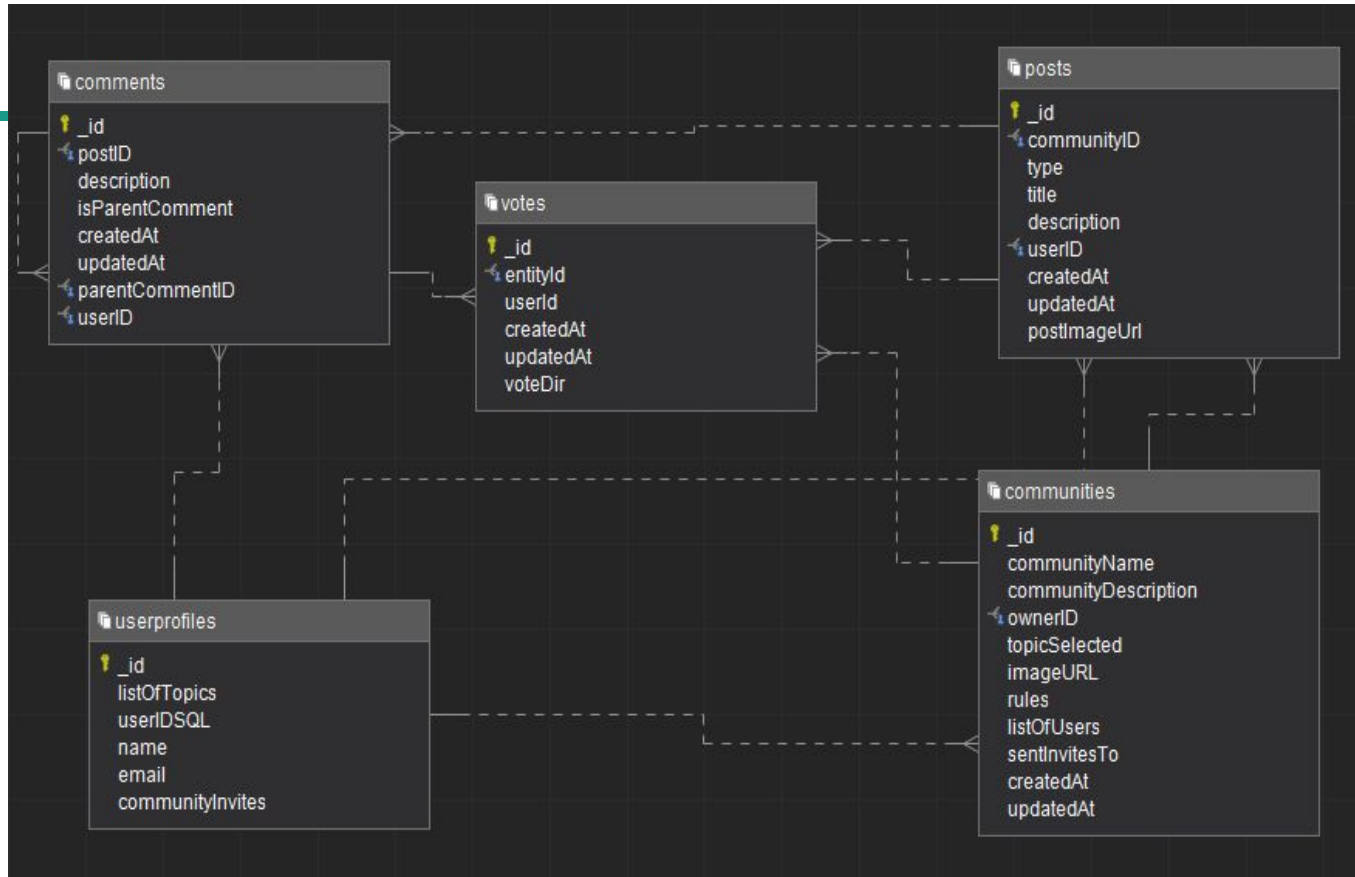 comments
_id
postID
description
isParentComment
createdAt
updatedAt
parentCommentID
userID
posts
_id
communityID
type
title
description
userID
createdAt
updatedAt
postImageUrl
votes
_id
entityId
userId
createdAt
updatedAt
voteDir
communities
_id
communityName
communityDescription
ownerID
topicSelected
imageURL
rules
listOfUsers
sentInvitesTo
createdAt
updatedAt
userprofiles
_id
listOfTopics
userIDSQL
name
email
communityInvites